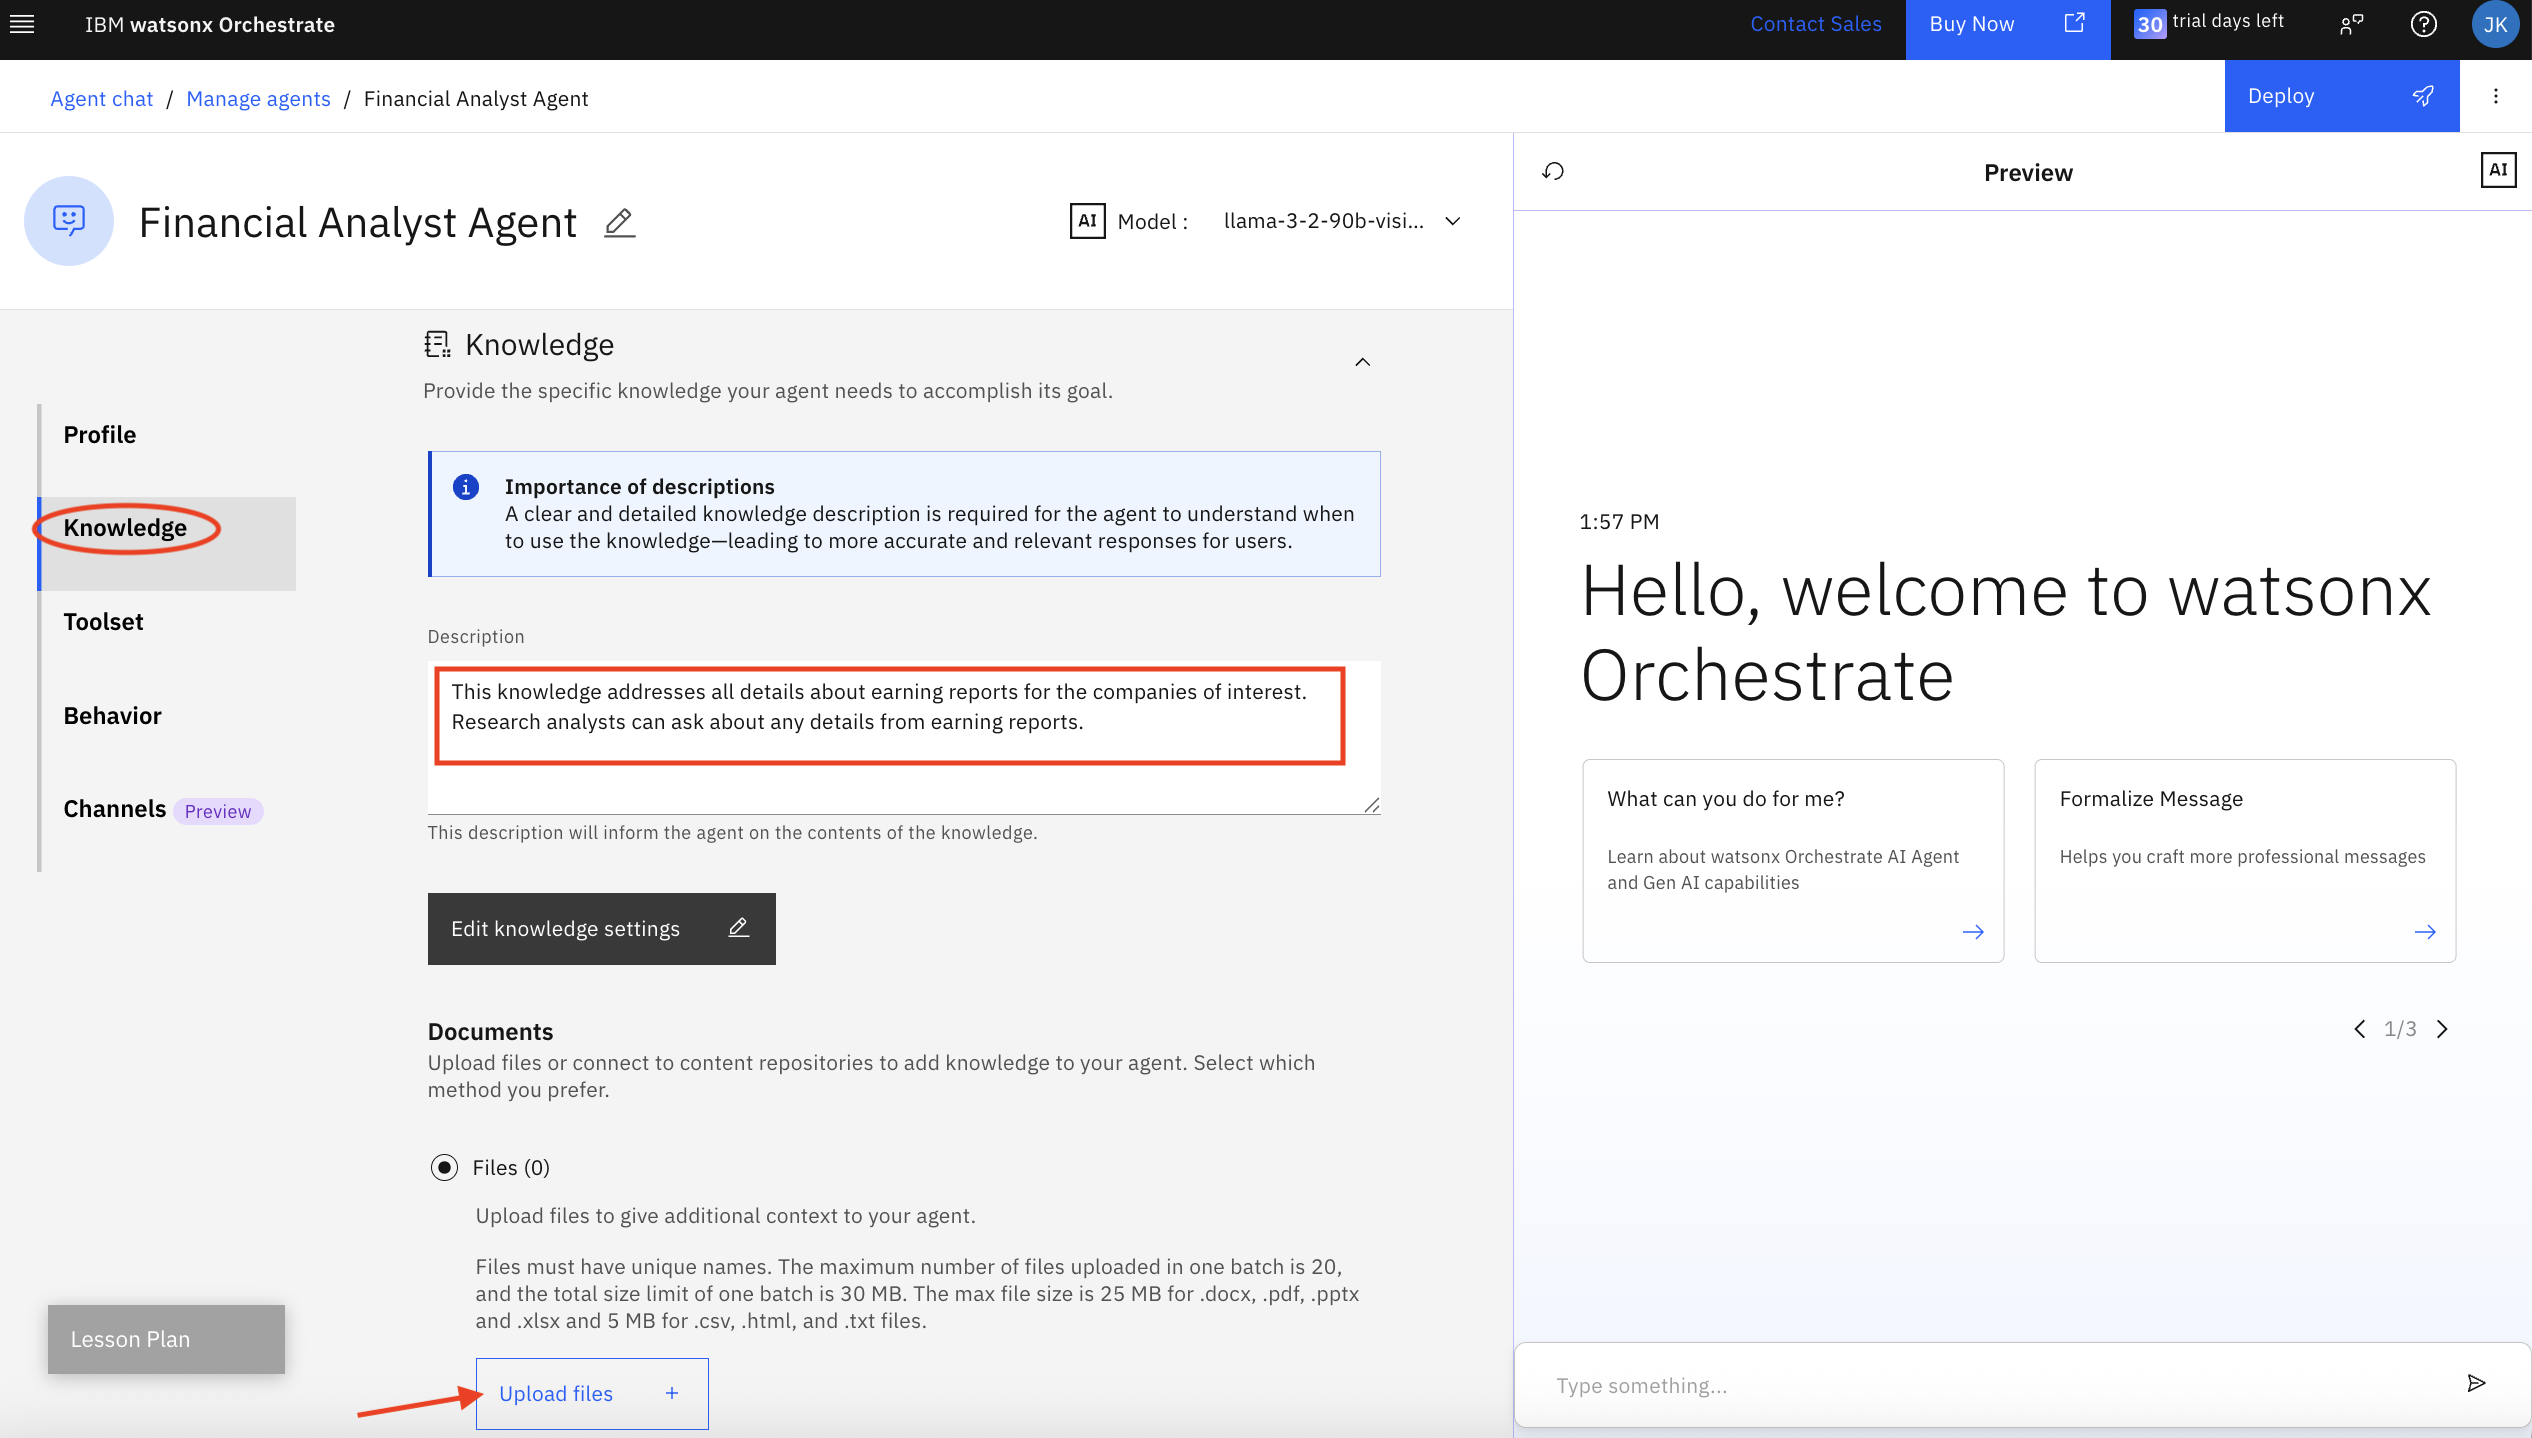 IBM watsonx Orchestrate
Contact Sales
Buy Now
30 trial days left
JK
Agent chat / Manage agents / Financial Analyst Agent
Deploy
Financial Analyst Agent
AI Model : llama-3-2-90b-visi...
Preview
AI
Profile
Knowledge
Toolset
Behavior
Channels Preview
Lesson Plan
Knowledge
Provide the specific knowledge your agent needs to accomplish its goal.
Importance of descriptions
A clear and detailed knowledge description is required for the agent to understand when
to use the knowledge—leading to more accurate and relevant responses for users.
Description
This knowledge addresses all details about earning reports for the companies of interest.
Research analysts can ask about any details from earning reports.
This description will inform the agent on the contents of the knowledge.
Edit knowledge settings
Documents
Upload files or connect to content repositories to add knowledge to your agent. Select which
method you prefer.
Files (0)
Upload files to give additional context to your agent.
Files must have unique names. The maximum number of files uploaded in one batch is 20,
and the total size limit of one batch is 30 MB. The max file size is 25 MB for .docx, .pdf, .pptx
and .xlsx and 5 MB for .csv, .html, and .txt files.
Upload files +
1:57 PM
Hello, welcome to watsonx
Orchestrate
What can you do for me?
Learn about watsonx Orchestrate AI Agent
and Gen AI capabilities
Formalize Message
Helps you craft more professional messages
1/3
Type something...